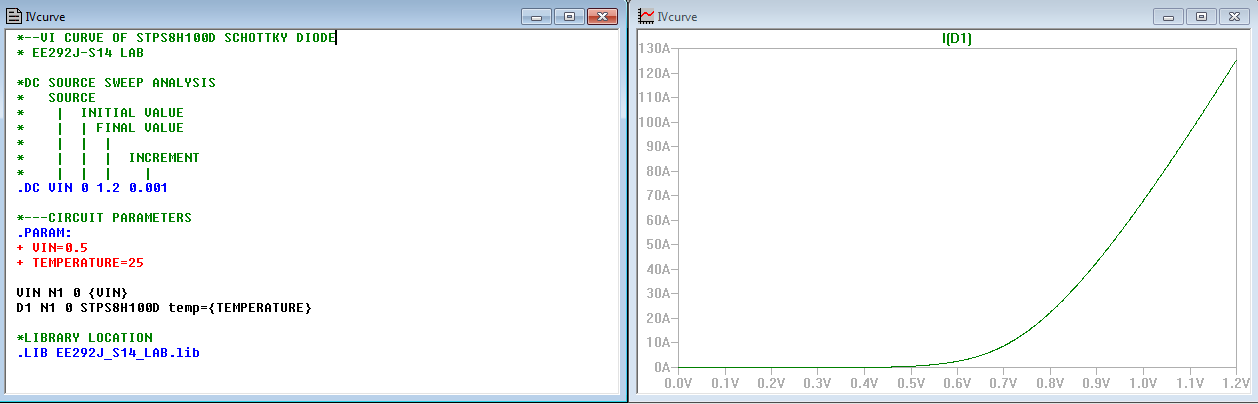 IVcurve
*--VI CURVE OF STPS8H100D SCHOTTKY DIODE
* EE292J-S14 LAB
*DC SOURCE SWEEP ANALYSIS
*   SOURCE
*    |  INITIAL VALUE
*    |  | FINAL VALUE
*    |  |  |
*    |  |  |  INCREMENT
*    |  |  |    |
.DC VIN 0 1.2 0.001
*---CIRCUIT PARAMETERS
.PARAM:
+ VIN=0.5
+ TEMPERATURE=25
VIN N1 0 {VIN}
D1 N1 0 STPS8H100D temp={TEMPERATURE}
*LIBRARY LOCATION
.LIB EE292J_S14_LAB.lib
IVcurve
I(D1)
130A
120A
110A
100A
90A
80A
70A
60A
50A
40A
30A
20A
10A
0A
0.0V 0.1V 0.2V 0.3V 0.4V 0.5V 0.6V 0.7V 0.8V 0.9V 1.0V 1.1V 1.2V